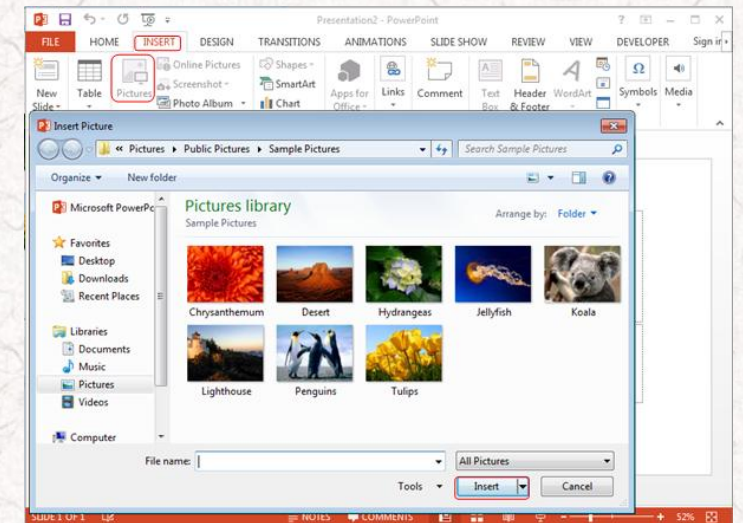 Presentation2 - PowerPoint
FILE HOME INSERT DESIGN TRANSITIONS ANIMATIONS SLIDE SHOW REVIEW VIEW DEVELOPER Sign in
New Slide
Table
Pictures
Online Pictures
Screenshot
Photo Album
Shapes
SmartArt
Chart
Apps for Office
Links
Comment
Text Box
Header & Footer
WordArt
Symbols
Media
Insert Picture
« Pictures Public Pictures Sample Pictures
Search Sample Pictures
Organize New folder
Microsoft PowerPo
Favorites
Desktop
Downloads
Recent Places
Libraries
Documents
Music
Pictures
Videos
Computer
Pictures library
Sample Pictures
Arrange by: Folder
Chrysanthemum Desert Hydrangeas Jellyfish Koala
Lighthouse Penguins Tulips
File name: All Pictures
Tools Insert Cancel
SLIDE 1 OF 1 NOTES COMMENTS 52%